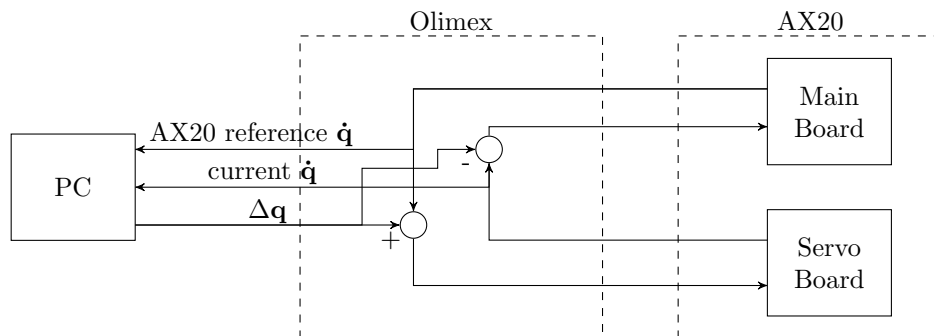 Olimex
AX20
Main
Board
AX20 reference q̇
-
current q̇
PC
Δq
+
Servo
Board